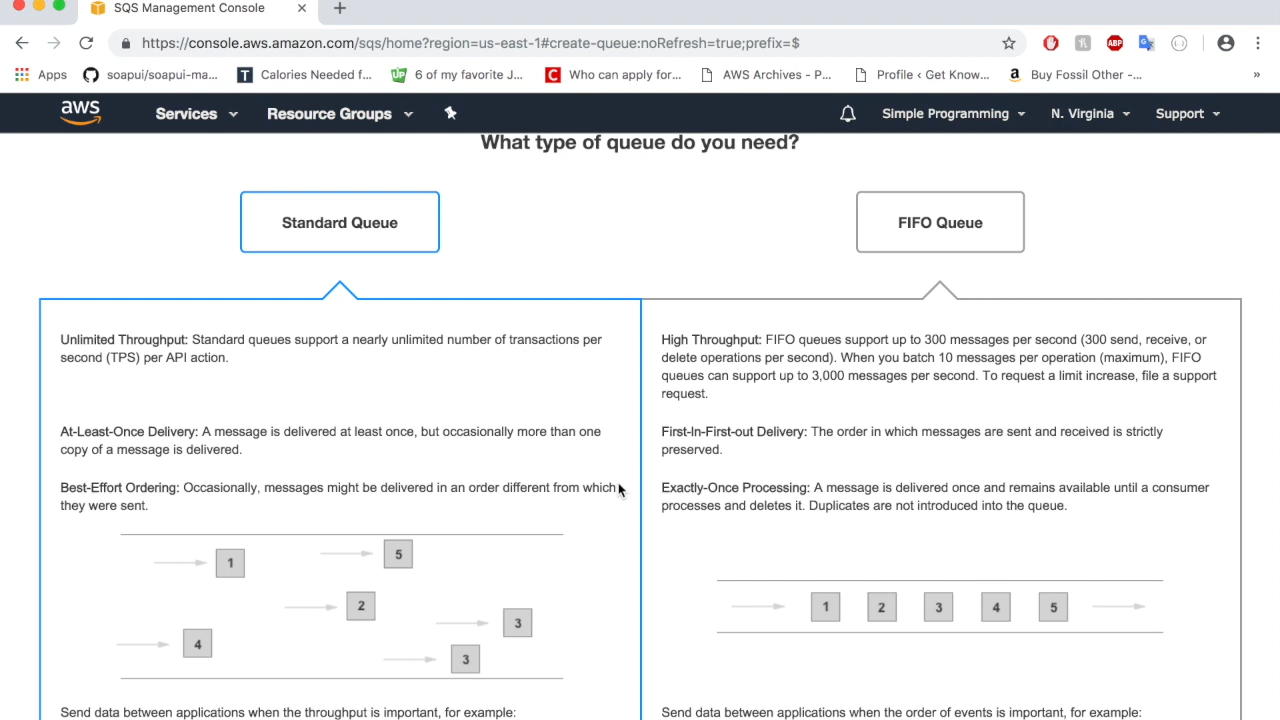 SQS Management Console
https://console.aws.amazon.com/sqs/home?region=us-east-1#create-queue:noRefresh=true;prefix=$
ABP
Apps
soapui/soapui-ma...
T
Calories Needed f...
UP
6 of my favorite J...
C
Who can apply for...
AWS Archives - P...
Profile ‹ Get Know...
a
Buy Fossil Other -...
»
aws
Services
Resource Groups
Simple Programming
N. Virginia
Support
What type of queue do you need?
Standard Queue
FIFO Queue
Unlimited Throughput: Standard queues support a nearly unlimited number of transactions per
second (TPS) per API action.
At-Least-Once Delivery: A message is delivered at least once, but occasionally more than one
copy of a message is delivered.
Best-Effort Ordering: Occasionally, messages might be delivered in an order different from which
they were sent.
1
5
2
3
4
3
Send data between applications when the throughput is important, for example:
High Throughput: FIFO queues support up to 300 messages per second (300 send, receive, or
delete operations per second). When you batch 10 messages per operation (maximum), FIFO
queues can support up to 3,000 messages per second. To request a limit increase, file a support
request.
First-In-First-out Delivery: The order in which messages are sent and received is strictly
preserved.
Exactly-Once Processing: A message is delivered once and remains available until a consumer
processes and deletes it. Duplicates are not introduced into the queue.
1 2 3 4 5
Send data between applications when the order of events is important, for example: